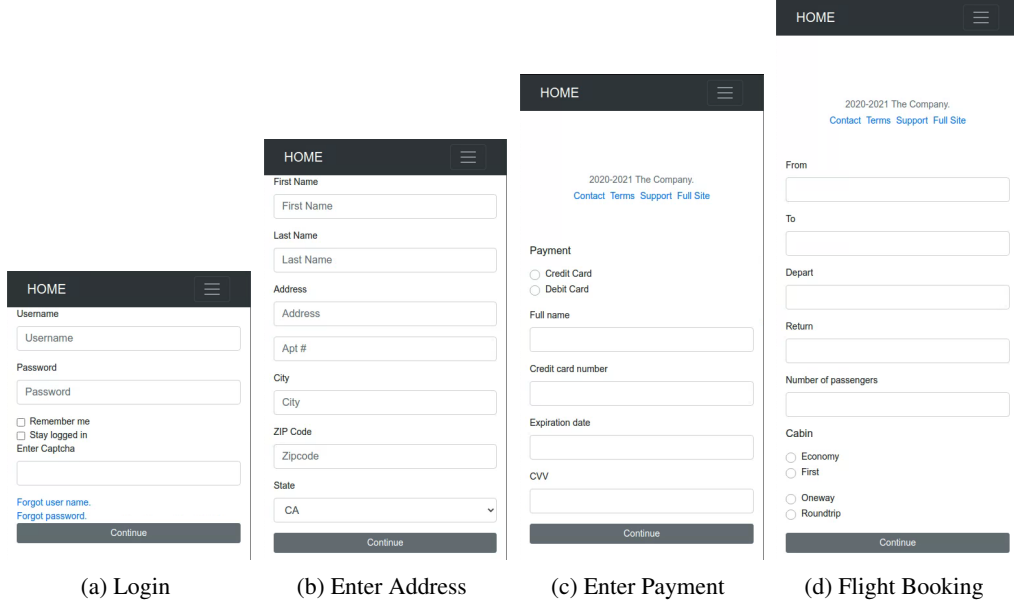 HOME
Username
Username
Password
Password
Remember me
Stay logged in
Enter Captcha
Forgot user name.
Forgot password.
Continue
(a) Login
HOME
First Name
First Name
Last Name
Last Name
Address
Address
Apt #
City
City
ZIP Code
Zipcode
State
CA
Continue
(b) Enter Address
HOME
2020-2021 The Company.
Contact Terms Support Full Site
Payment
Credit Card
Debit Card
Full name
Credit card number
Expiration date
CVV
Continue
(c) Enter Payment
HOME
2020-2021 The Company.
Contact Terms Support Full Site
From
To
Depart
Return
Number of passengers
Cabin
Economy
First
Oneway
Roundtrip
Continue
(d) Flight Booking